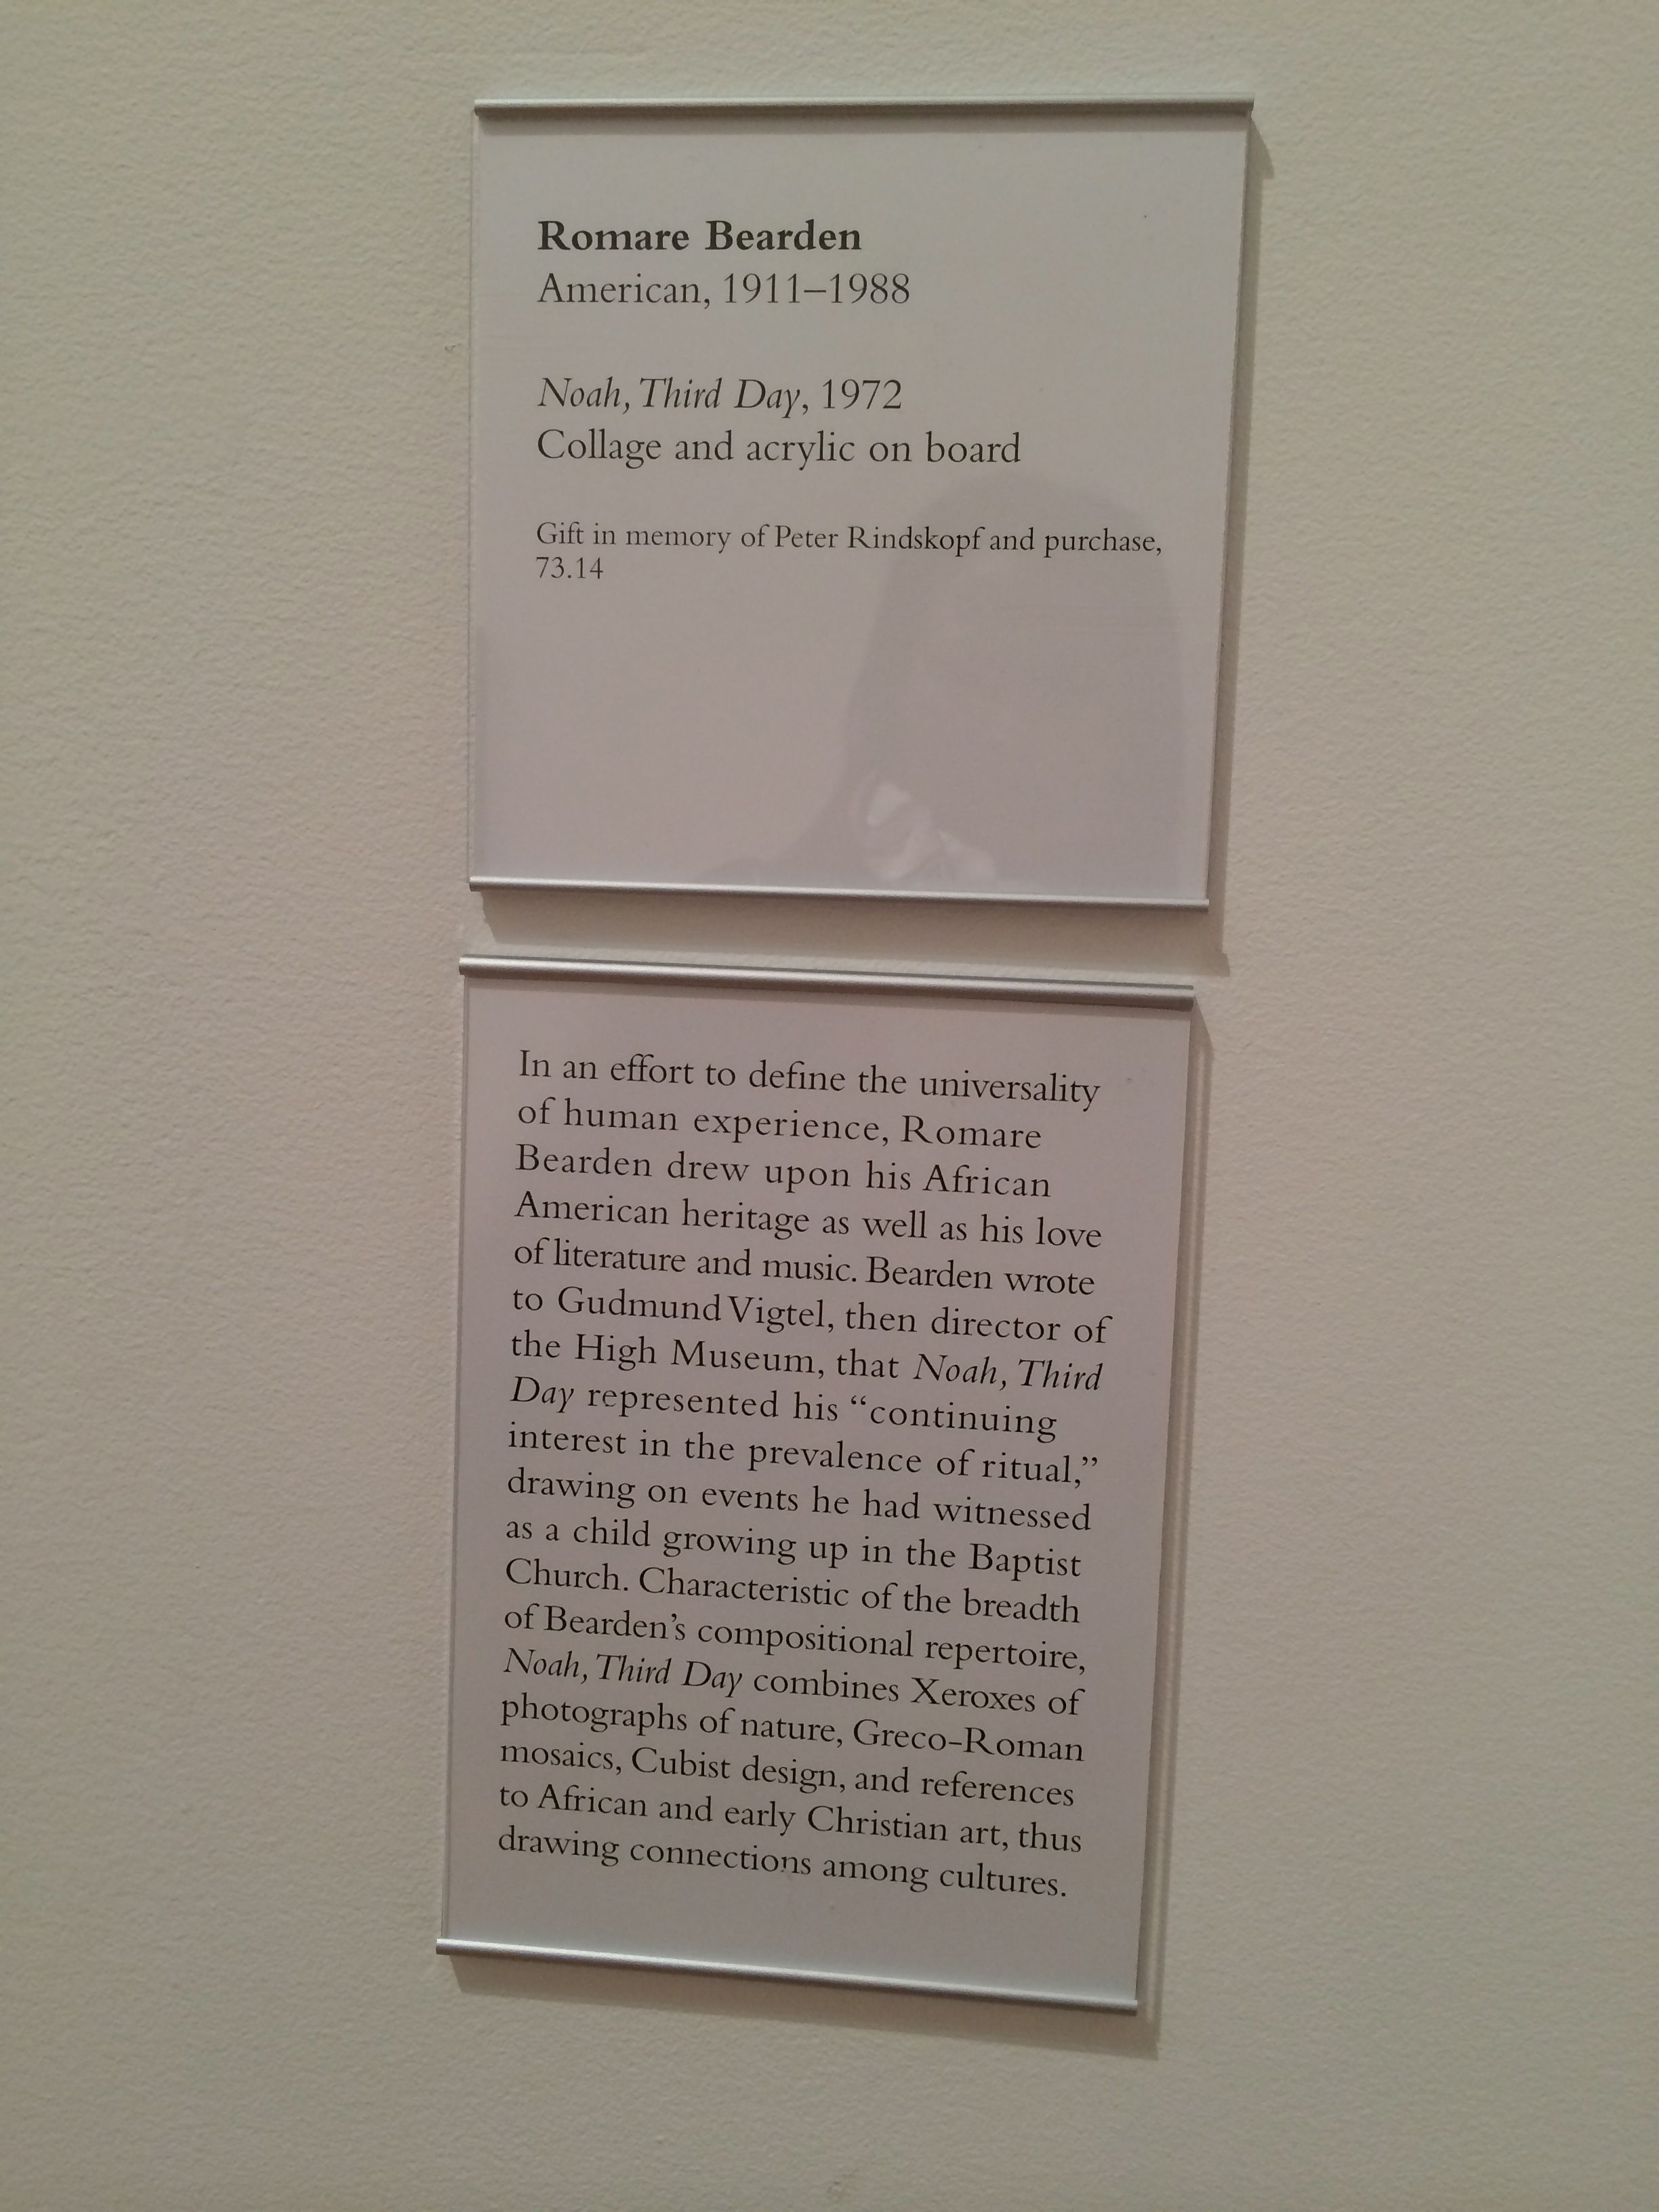 Romare Bearden
American, 1911–1988
Noah, Third Day, 1972
Collage and acrylic on board
Gift in memory of Peter Rindskopf and purchase,
73.14
In an effort to define the universality
of human experience, Romare
Bearden drew upon his African
American heritage as well as his love
of literature and music. Bearden wrote
to Gudmund Vigtel, then director of
the High Museum, that Noah, Third
Day represented his “continuing
interest in the prevalence of ritual,”
drawing on events he had witnessed
as a child growing up in the Baptist
Church. Characteristic of the breadth
of Bearden’s compositional repertoire,
Noah, Third Day combines Xeroxes of
photographs of nature, Greco-Roman
mosaics, Cubist design, and references
to African and early Christian art, thus
drawing connections among cultures.